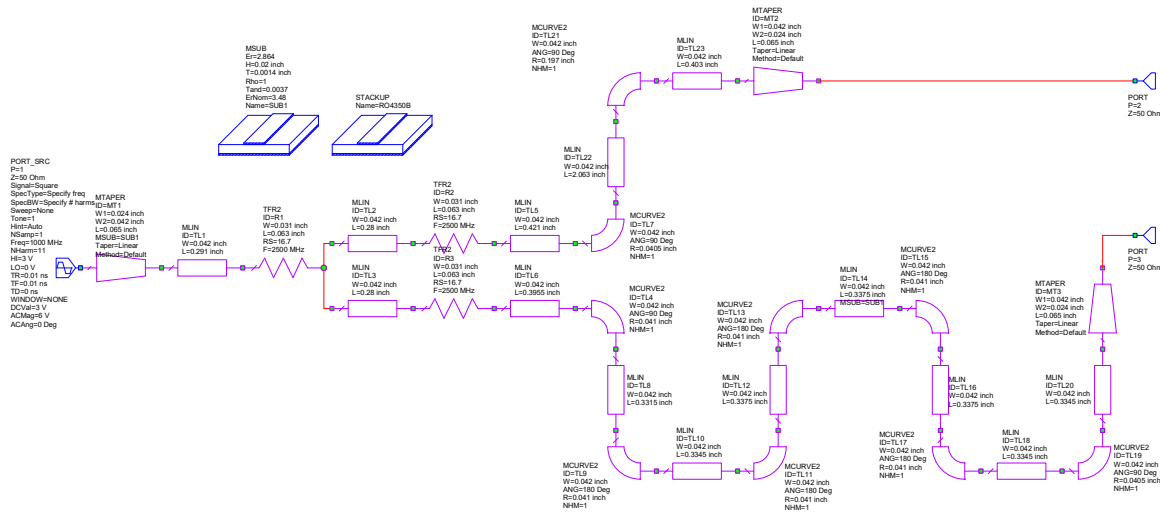 MSUB
Er=2.864
H=0.02 inch
T=0.0014 inch
Rho=1
Tand=0.0037
ErNom=3.48
Name=SUB1
STACKUP
Name=RO4350B
MCURVE2
ID=TL21
W=0.042 inch
ANG=90 Deg
R=0.197 inch
NHM=1
MLIN
ID=TL23
W=0.042 inch
L=0.403 inch
MTAPER
ID=MT2
W1=0.042 inch
W2=0.024 inch
L=0.065 inch
Taper=Linear
Method=Default
PORT
P=2
Z=50 Ohm
MLIN
ID=TL22
W=0.042 inch
L=2.063 inch
PORT_SRC
P=1
Z=50 Ohm
Signal=Square
SpecType=Specify freq
SpecBW=Specify # harms
Sweep=None
Tone=1
Hint=Auto
NSamp=1
Freq=1000 MHz
NHarm=11
HI=3 V
LO=0 V
TR=0.01 ns
TF=0.01 ns
TD=0 ns
WINDOW=NONE
DCVal=3 V
ACMag=6 V
ACAng=0 Deg
MTAPER
ID=MT1
W1=0.024 inch
W2=0.042 inch
L=0.065 inch
MSUB=SUB1
Taper=Linear
Method=Default
MLIN
ID=TL1
W=0.042 inch
L=0.291 inch
TFR2
ID=R1
W=0.031 inch
L=0.063 inch
RS=16.7
F=2500 MHz
MLIN
ID=TL2
W=0.042 inch
L=0.28 inch
TFR2
ID=R2
W=0.031 inch
L=0.063 inch
RS=16.7
F=2500 MHz
MLIN
ID=TL5
W=0.042 inch
L=0.421 inch
MCURVE2
ID=TL7
W=0.042 inch
ANG=90 Deg
R=0.0405 inch
NHM=1
MLIN
ID=TL3
W=0.042 inch
L=0.28 inch
TFR2
ID=R3
W=0.031 inch
L=0.063 inch
RS=16.7
F=2500 MHz
MLIN
ID=TL6
W=0.042 inch
L=0.3955 inch
MCURVE2
ID=TL4
W=0.042 inch
ANG=90 Deg
R=0.041 inch
NHM=1
MLIN
ID=TL8
W=0.042 inch
L=0.3315 inch
MCURVE2
ID=TL9
W=0.042 inch
ANG=180 Deg
R=0.041 inch
NHM=1
MLIN
ID=TL10
W=0.042 inch
L=0.3345 inch
MCURVE2
ID=TL11
W=0.042 inch
ANG=180 Deg
R=0.041 inch
NHM=1
MLIN
ID=TL12
W=0.042 inch
L=0.3375 inch
MCURVE2
ID=TL13
W=0.042 inch
ANG=180 Deg
R=0.041 inch
NHM=1
MLIN
ID=TL14
W=0.042 inch
L=0.3375 inch
MSUB=SUB1
MCURVE2
ID=TL15
W=0.042 inch
ANG=180 Deg
R=0.041 inch
NHM=1
MLIN
ID=TL16
W=0.042 inch
L=0.3375 inch
MCURVE2
ID=TL17
W=0.042 inch
ANG=180 Deg
R=0.041 inch
NHM=1
MLIN
ID=TL18
W=0.042 inch
L=0.3345 inch
MCURVE2
ID=TL19
W=0.042 inch
ANG=90 Deg
R=0.0405 inch
NHM=1
MLIN
ID=TL20
W=0.042 inch
L=0.3345 inch
MTAPER
ID=MT3
W1=0.042 inch
W2=0.024 inch
L=0.065 inch
Taper=Linear
Method=Default
PORT
P=3
Z=50 Ohm